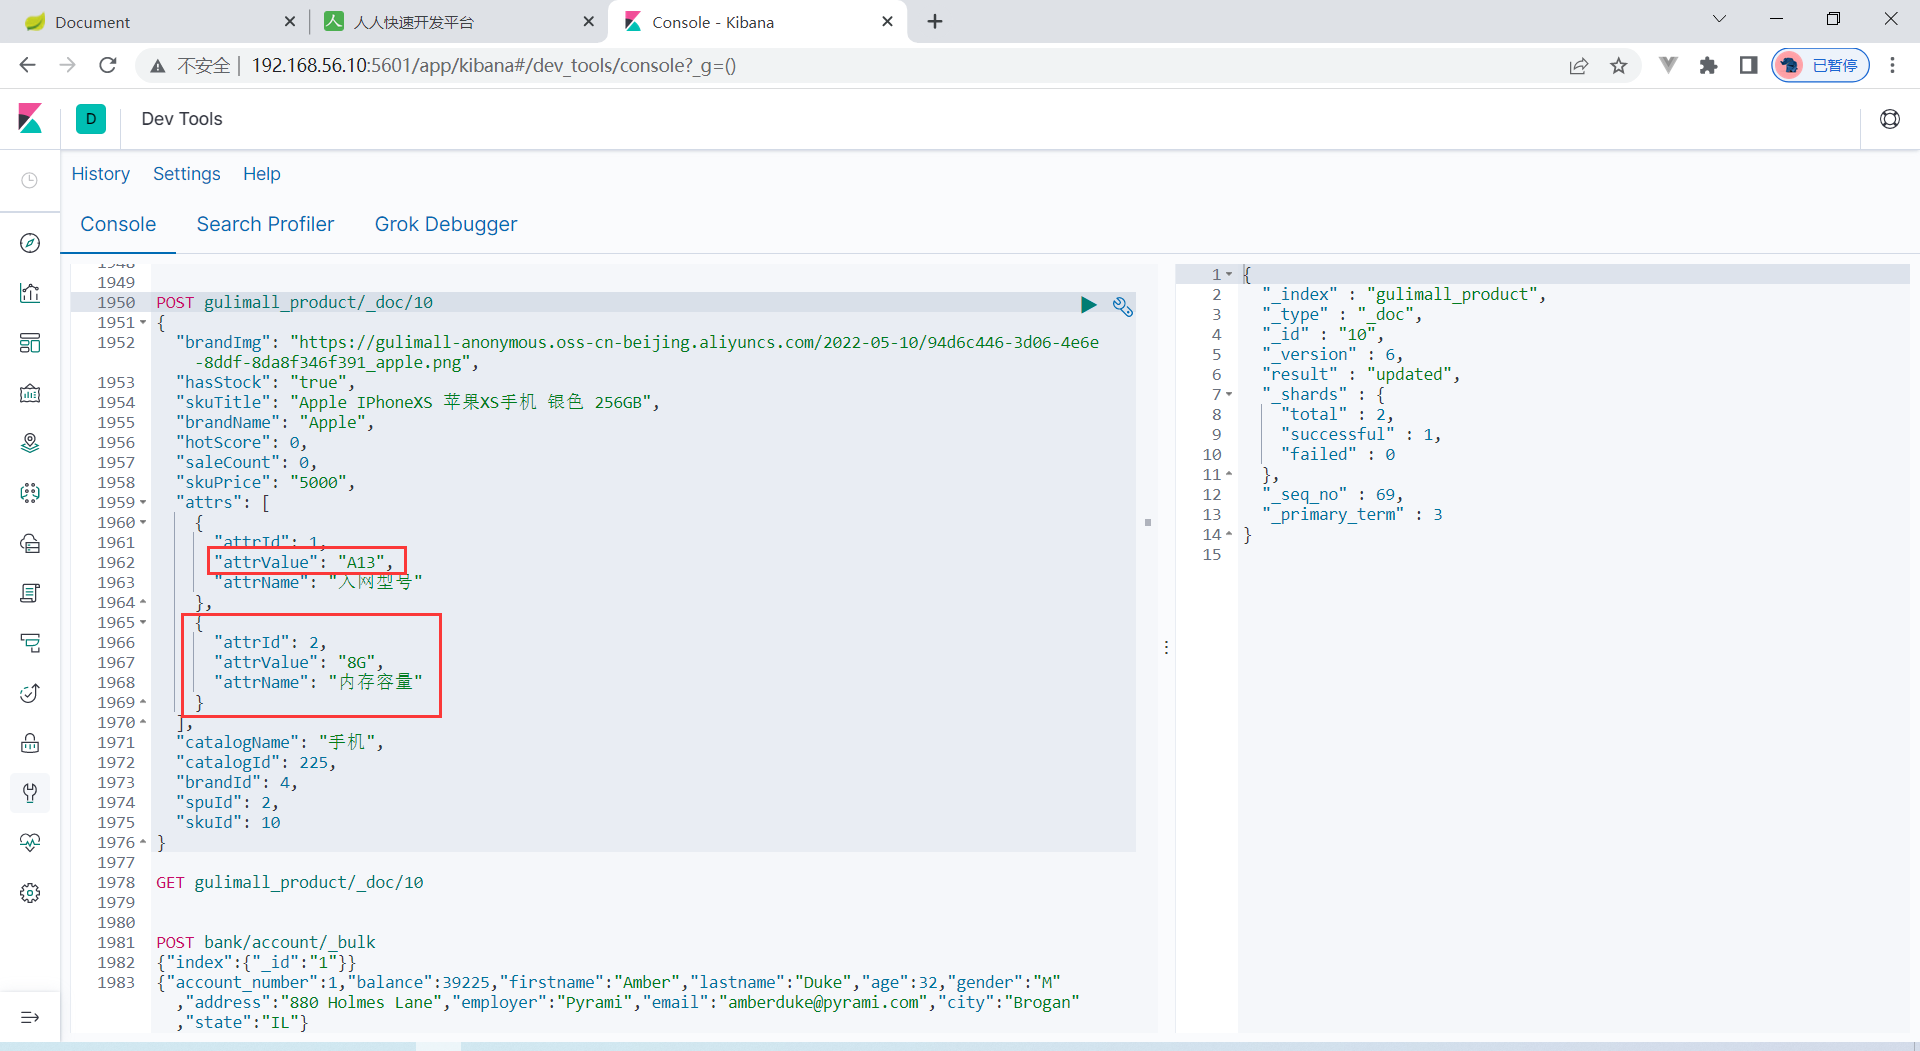 Document
人人快速开发平台
Console - Kibana
不安全 192.168.56.10:5601/app/kibana#/dev_tools/console?_g=()
已暂停
D
Dev Tools
History Settings Help
Console Search Profiler Grok Debugger
1948
1949
1950 POST gulimall_product/_doc/10
1951 {
1952 "brandImg": "https://gulimall-anonymous.oss-cn-beijing.aliyuncs.com/2022-05-10/94d6c446-3d06-4e6e
-8ddf-8da8f346f391_apple.png",
1953 "hasStock": "true",
1954 "skuTitle": "Apple IPhoneXS 苹果XS手机 银色 256GB",
1955 "brandName": "Apple",
1956 "hotScore": 0,
1957 "saleCount": 0,
1958 "skuPrice": "5000",
1959 "attrs": [
1960 {
1961 "attrId": 1,
1962 "attrValue": "A13",
1963 "attrName": "入网型号"
1964 },
1965 {
1966 "attrId": 2,
1967 "attrValue": "8G",
1968 "attrName": "内存容量"
1969 }
1970 ],
1971 "catalogName": "手机",
1972 "catalogId": 225,
1973 "brandId": 4,
1974 "spuId": 2,
1975 "skuId": 10
1976 }
1977
1978 GET gulimall_product/_doc/10
1979
1980
1981 POST bank/account/_bulk
1982 {"index":{"_id":"1"}}
1983 {"account_number":1,"balance":39225,"firstname":"Amber","lastname":"Duke","age":32,"gender":"M"
,"address":"880 Holmes Lane","employer":"Pyrami","email":"amberduke@pyrami.com","city":"Brogan"
,"state":"IL"}
1 {
2 "_index" : "gulimall_product",
3 "_type" : "_doc",
4 "_id" : "10",
5 "_version" : 6,
6 "result" : "updated",
7 "_shards" : {
8 "total" : 2,
9 "successful" : 1,
10 "failed" : 0
11 },
12 "_seq_no" : 69,
13 "_primary_term" : 3
14 }
15